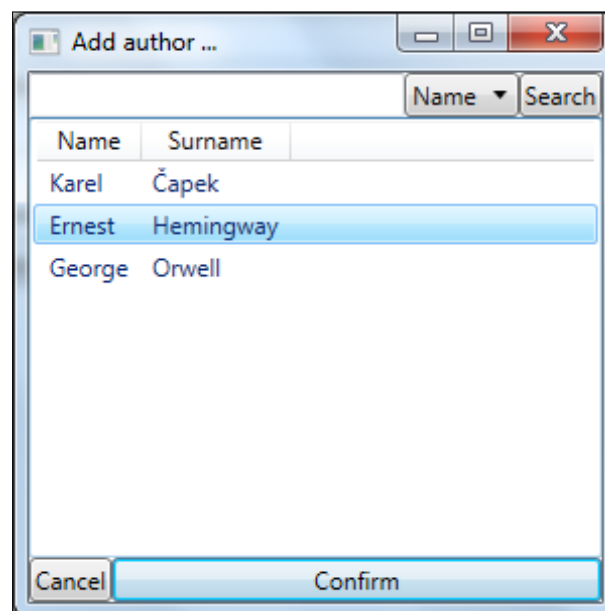 Add author ...
Name Search
Name Surname
Karel Čapek
Ernest Hemingway
George Orwell
Cancel Confirm